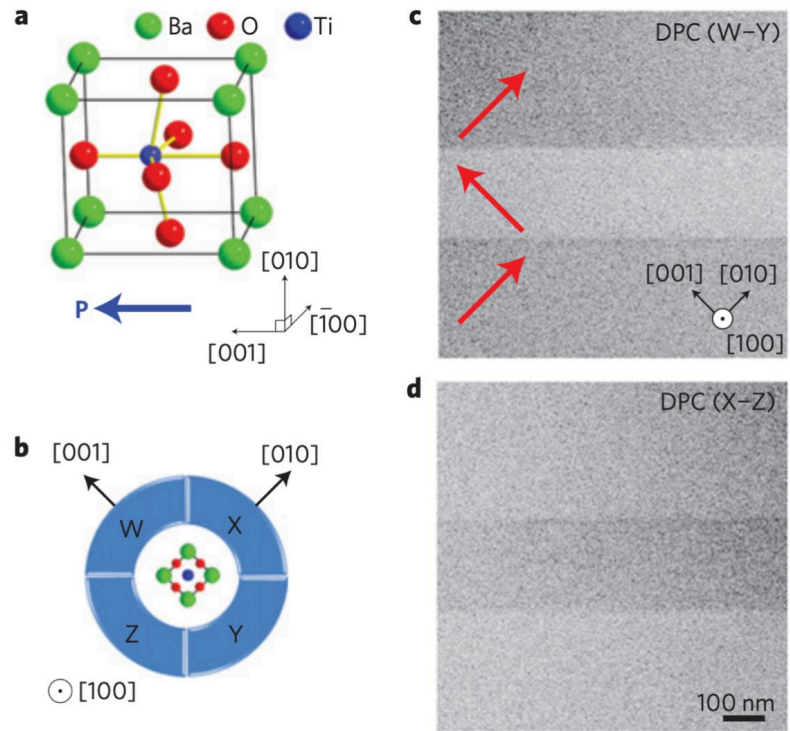 a
Ba
O
Ti
[010]
P
[1̄00]
[001]
b
[001]
[010]
W
X
Z
Y
[100]
c
DPC (W–Y)
[001]
[010]
[100]
d
DPC (X–Z)
100 nm